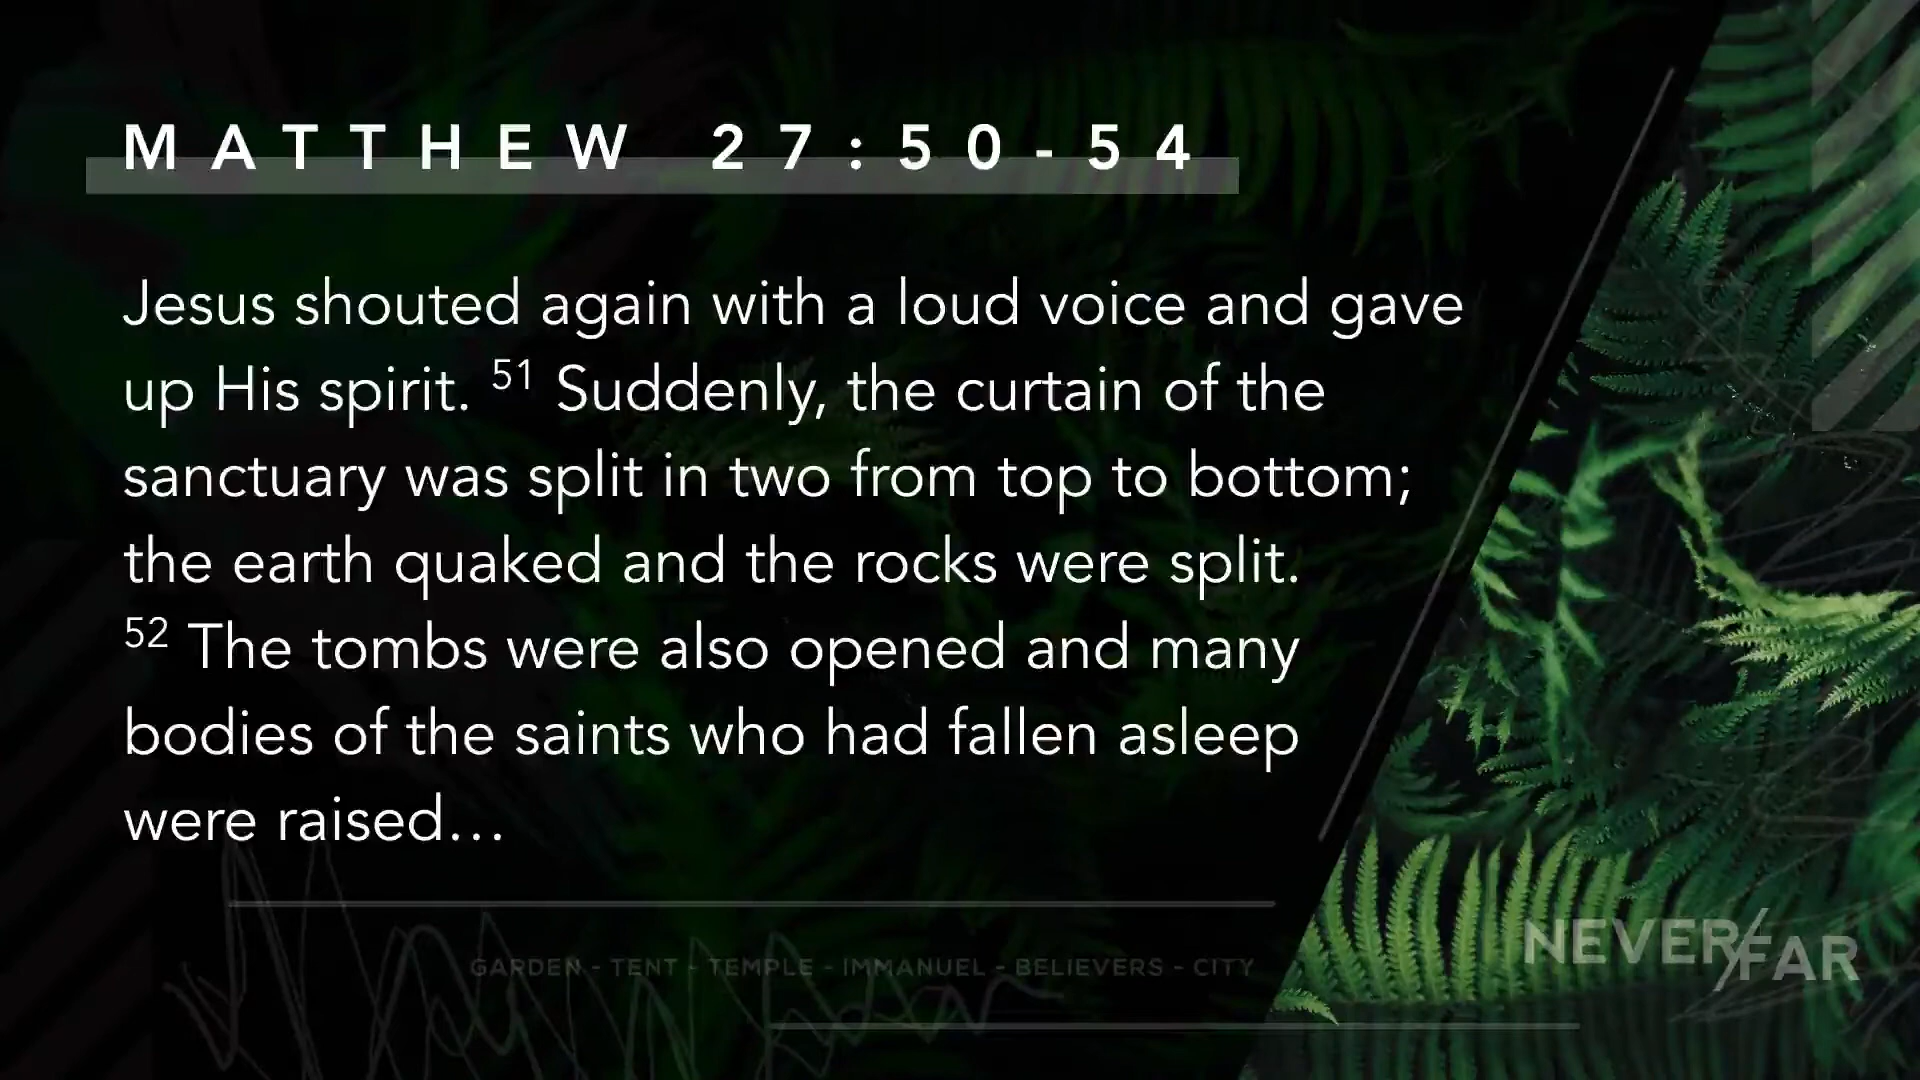 MATTHEW 27:50-54
Jesus shouted again with a loud voice and gave
up His spirit. 51 Suddenly, the curtain of the
sanctuary was split in two from top to bottom;
the earth quaked and the rocks were split.
52 The tombs were also opened and many
bodies of the saints who had fallen asleep
were raised…
GARDEN - TENT - TEMPLE - IMMANUEL - BELIEVERS - CITY
NEVER/FAR